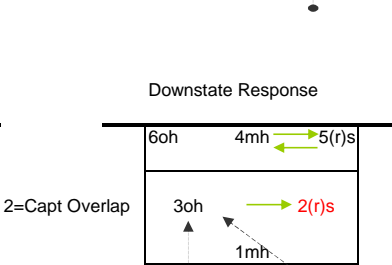 Downstate Response
6oh 4mh 5(r)s
2=Capt Overlap 3oh 2(r)s
1mh